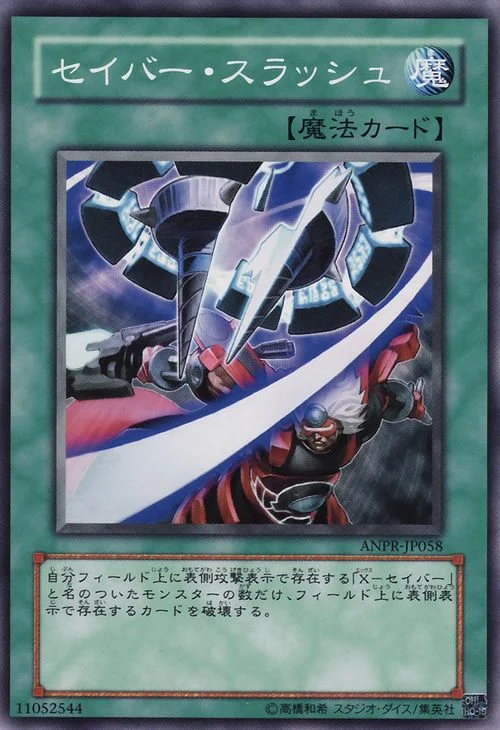 セイバー・スラッシュ 魔
【魔法カード】
ANPR-JP058
自分フィールド上に表側攻撃表示で存在する「X－セイバー」
と名のついたモンスターの数だけ、フィールド上に表側表
示で存在するカードを破壊する。
11052544
©高橋和希 スタジオ・ダイス/集英社